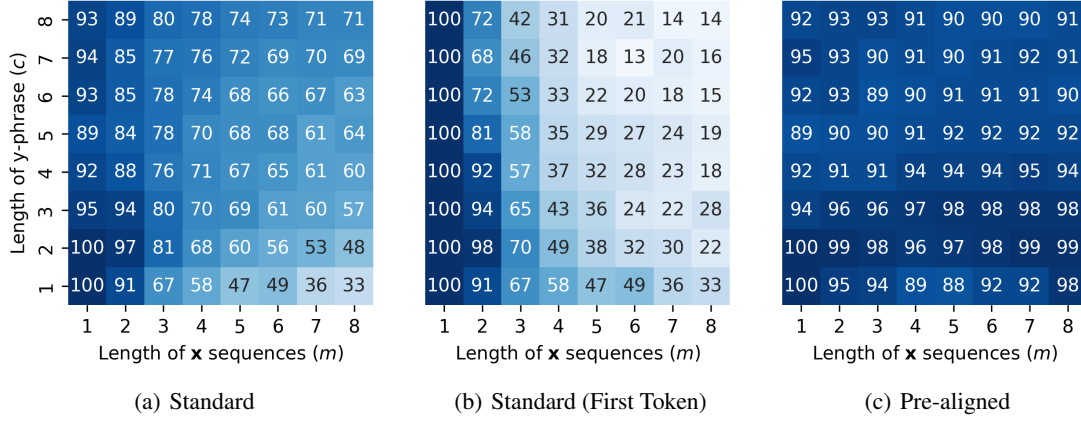 Length of y-phrase (c)
8 93 89 80 78 74 73 71 71
7 94 85 77 76 72 69 70 69
6 93 85 78 74 68 66 67 63
5 89 84 78 70 68 68 61 64
4 92 88 76 71 67 65 61 60
3 95 94 80 70 69 61 60 57
2 100 97 81 68 60 56 53 48
1 100 91 67 58 47 49 36 33
1 2 3 4 5 6 7 8
Length of x sequences (m)
(a) Standard
100 72 42 31 20 21 14 14
100 68 46 32 18 13 20 16
100 72 53 33 22 20 18 15
100 81 58 35 29 27 24 19
100 92 57 37 32 28 23 18
100 94 65 43 36 24 22 28
100 98 70 49 38 32 30 22
100 91 67 58 47 49 36 33
1 2 3 4 5 6 7 8
Length of x sequences (m)
(b) Standard (First Token)
92 93 93 91 90 90 90 91
95 93 90 91 90 91 92 91
92 93 89 90 91 91 91 90
89 90 90 91 92 92 92 92
92 91 91 94 94 94 95 94
94 96 96 97 98 98 98 98
100 99 98 96 97 98 99 99
100 95 94 89 88 92 92 98
1 2 3 4 5 6 7 8
Length of x sequences (m)
(c) Pre-aligned